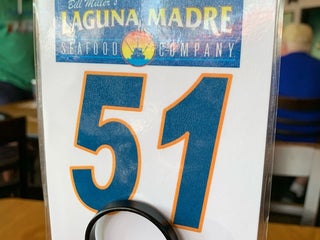 Bill Miller's
LAGUNA MADRE
SEAFOOD COMPANY
51